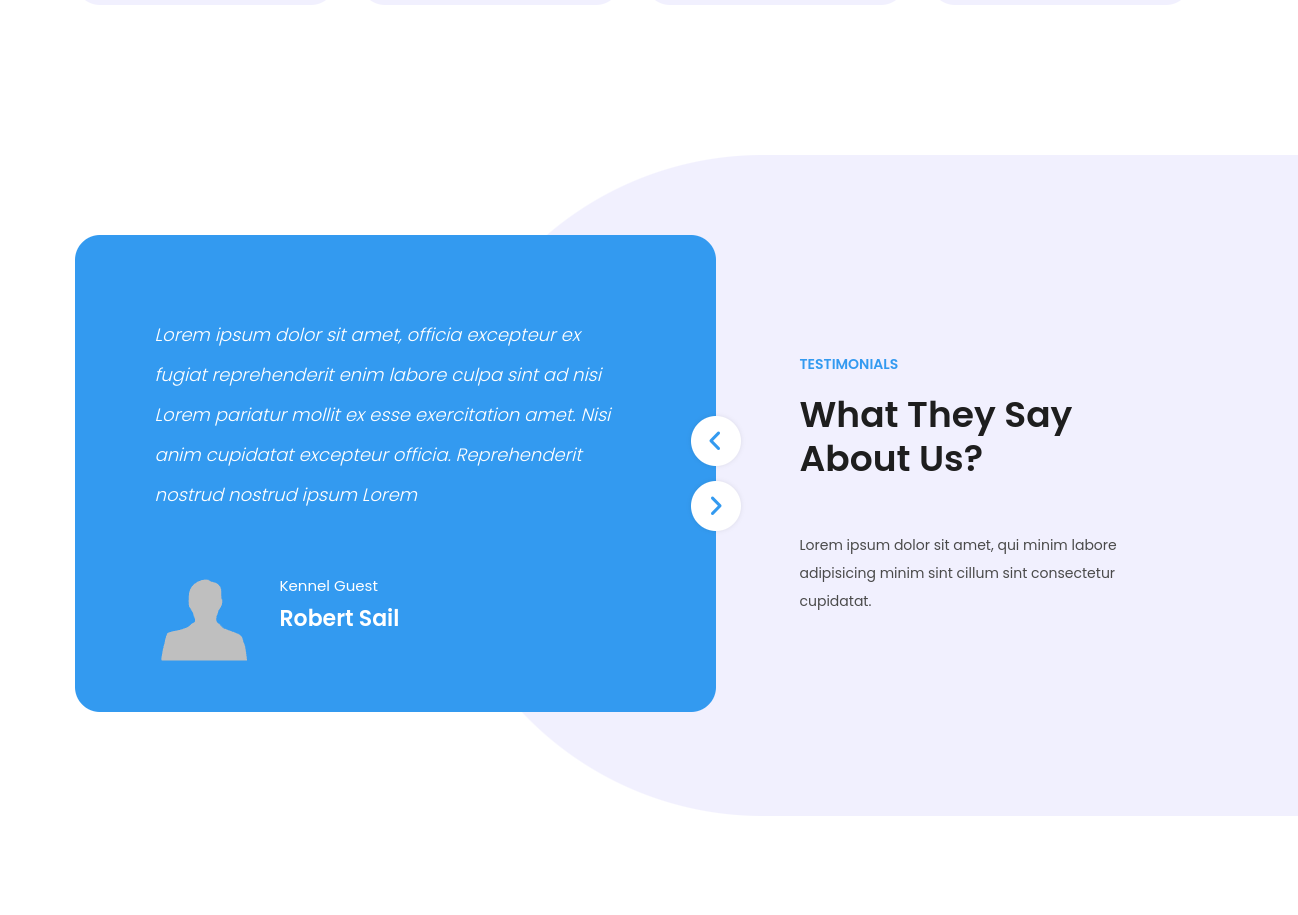 Lorem ipsum dolor sit amet, officia excepteur ex
fugiat reprehenderit enim labore culpa sint ad nisi
Lorem pariatur mollit ex esse exercitation amet. Nisi
anim cupidatat excepteur officia. Reprehenderit
nostrud nostrud ipsum Lorem
Kennel Guest
Robert Sail
TESTIMONIALS
What They Say
About Us?
Lorem ipsum dolor sit amet, qui minim labore
adipisicing minim sint cillum sint consectetur
cupidatat.